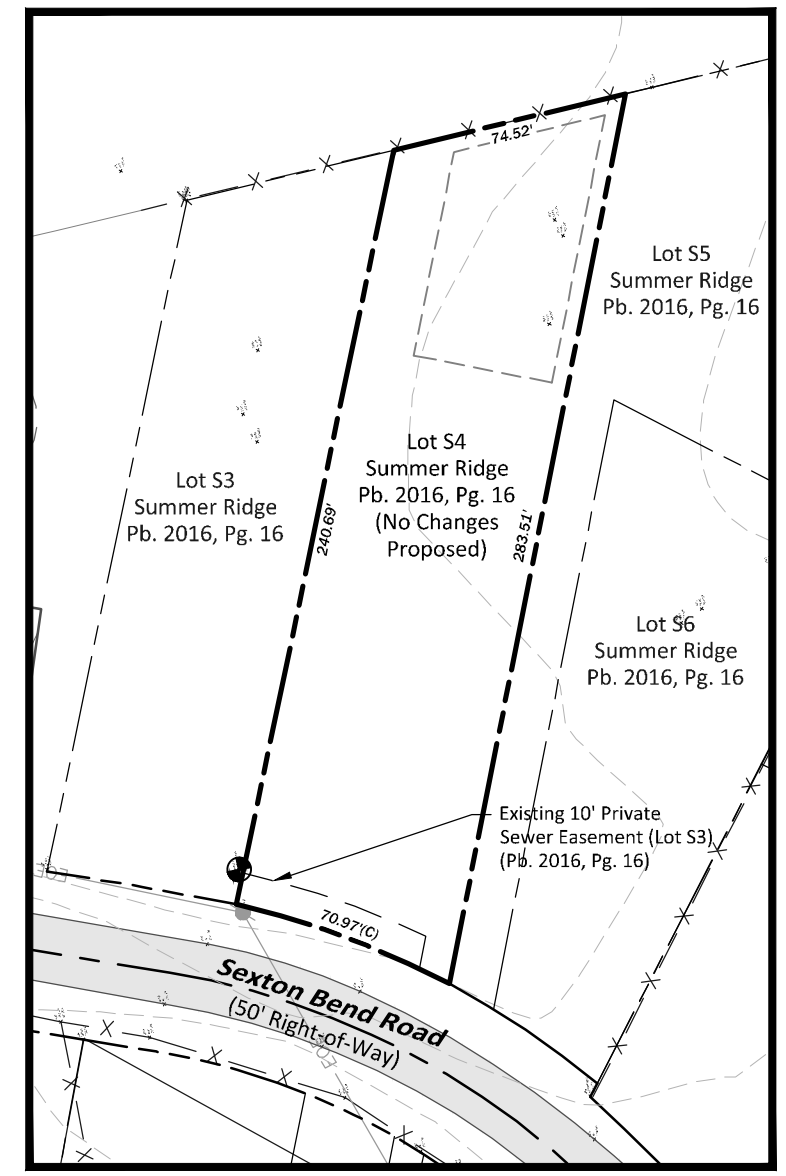 74.52'
Lot S5
Summer Ridge
Pb. 2016, Pg. 16
Lot S4
Summer Ridge
Pb. 2016, Pg. 16
(No Changes
Proposed)
Lot S3
Summer Ridge
Pb. 2016, Pg. 16
240.69'
283.51'
Lot S6
Summer Ridge
Pb. 2016, Pg. 16
Existing 10' Private
Sewer Easement (Lot S3)
(Pb. 2016, Pg. 16)
70.97'(C)
Sexton Bend Road
(50' Right-of-Way)